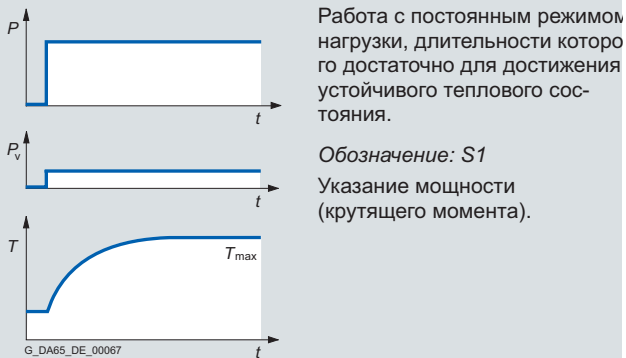 P
t
Pv
t
T
Tmax
G_DA65_DE_00067
t
Работа с постоянным режимом
нагрузки, длительности которо
го достаточно для достижения
устойчивого теплового сос-
тояния.
Обозначение: S1
Указание мощности
(крутящего момента).